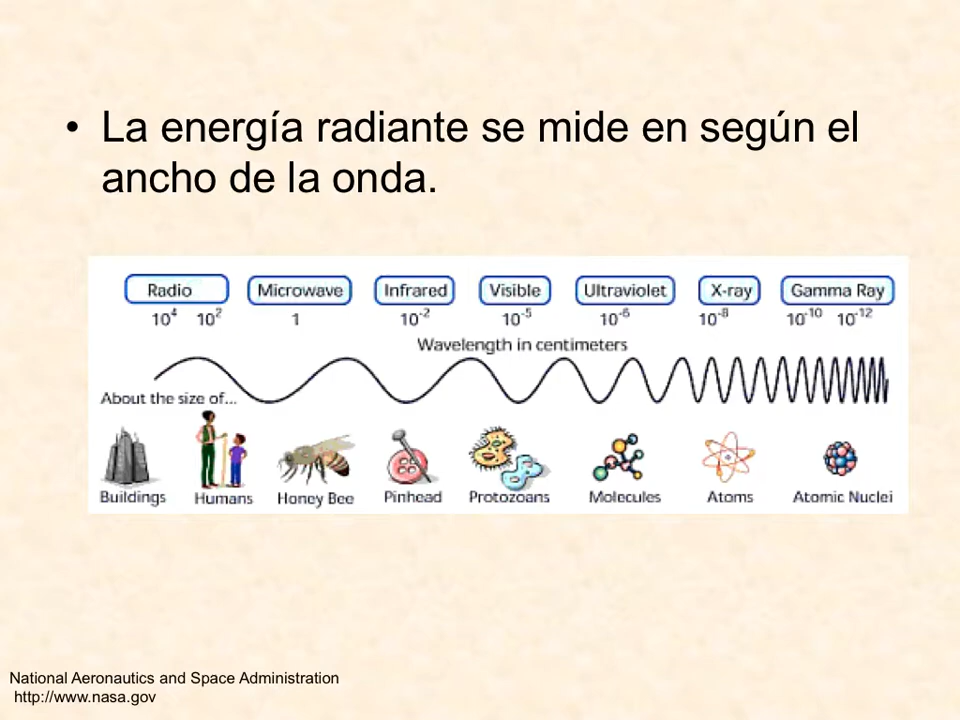 • La energía radiante se mide en según el
ancho de la onda.
Radio Microwave Infrared Visible Ultraviolet X-ray Gamma Ray
10⁴ 10² 1 10⁻² 10⁻⁵ 10⁻⁶ 10⁻⁸ 10⁻¹⁰ 10⁻¹²
Wavelength in centimeters
About the size of...
Buildings Humans Honey Bee Pinhead Protozoans Molecules Atoms Atomic Nuclei
National Aeronautics and Space Administration
http://www.nasa.gov